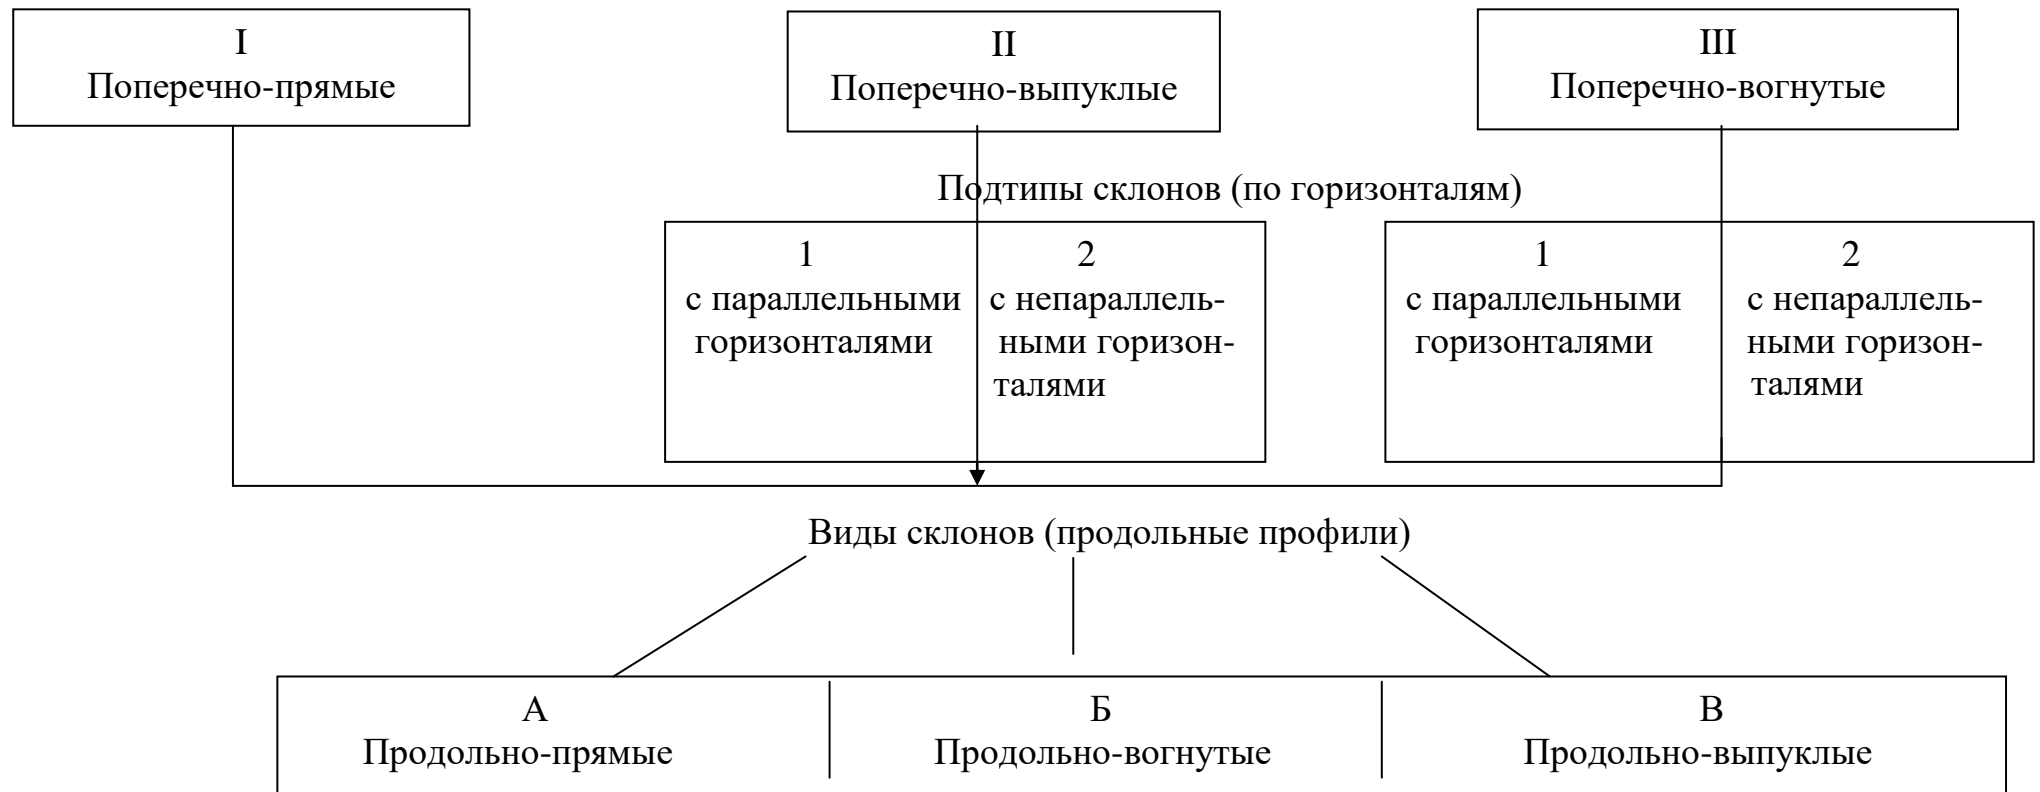 I
Поперечно-прямые
II
Поперечно-выпуклые
III
Поперечно-вогнутые
Подтипы склонов (по горизонталям)
1
с параллельными
горизонталями
2
с непараллель-
ными горизон-
талями
1
с параллельными
горизонталями
2
с непараллель-
ными горизон-
талями
Виды склонов (продольные профили)
А
Продольно-прямые
Б
Продольно-вогнутые
В
Продольно-выпуклые